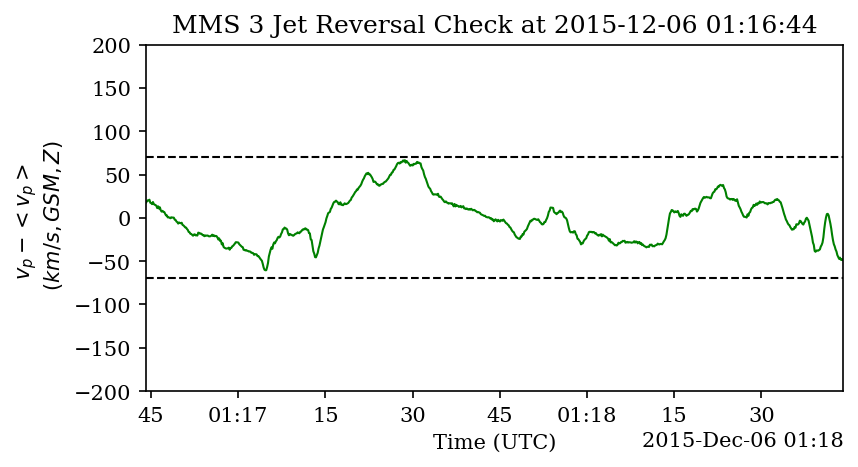 MMS 3 Jet Reversal Check at 2015-12-06 01:16:44
v_p − < v_p >
(km/s, GSM, Z)
200
150
100
50
0
−50
−100
−150
−200
45 01:17 15 30 45 01:18 15 30
Time (UTC)
2015-Dec-06 01:18